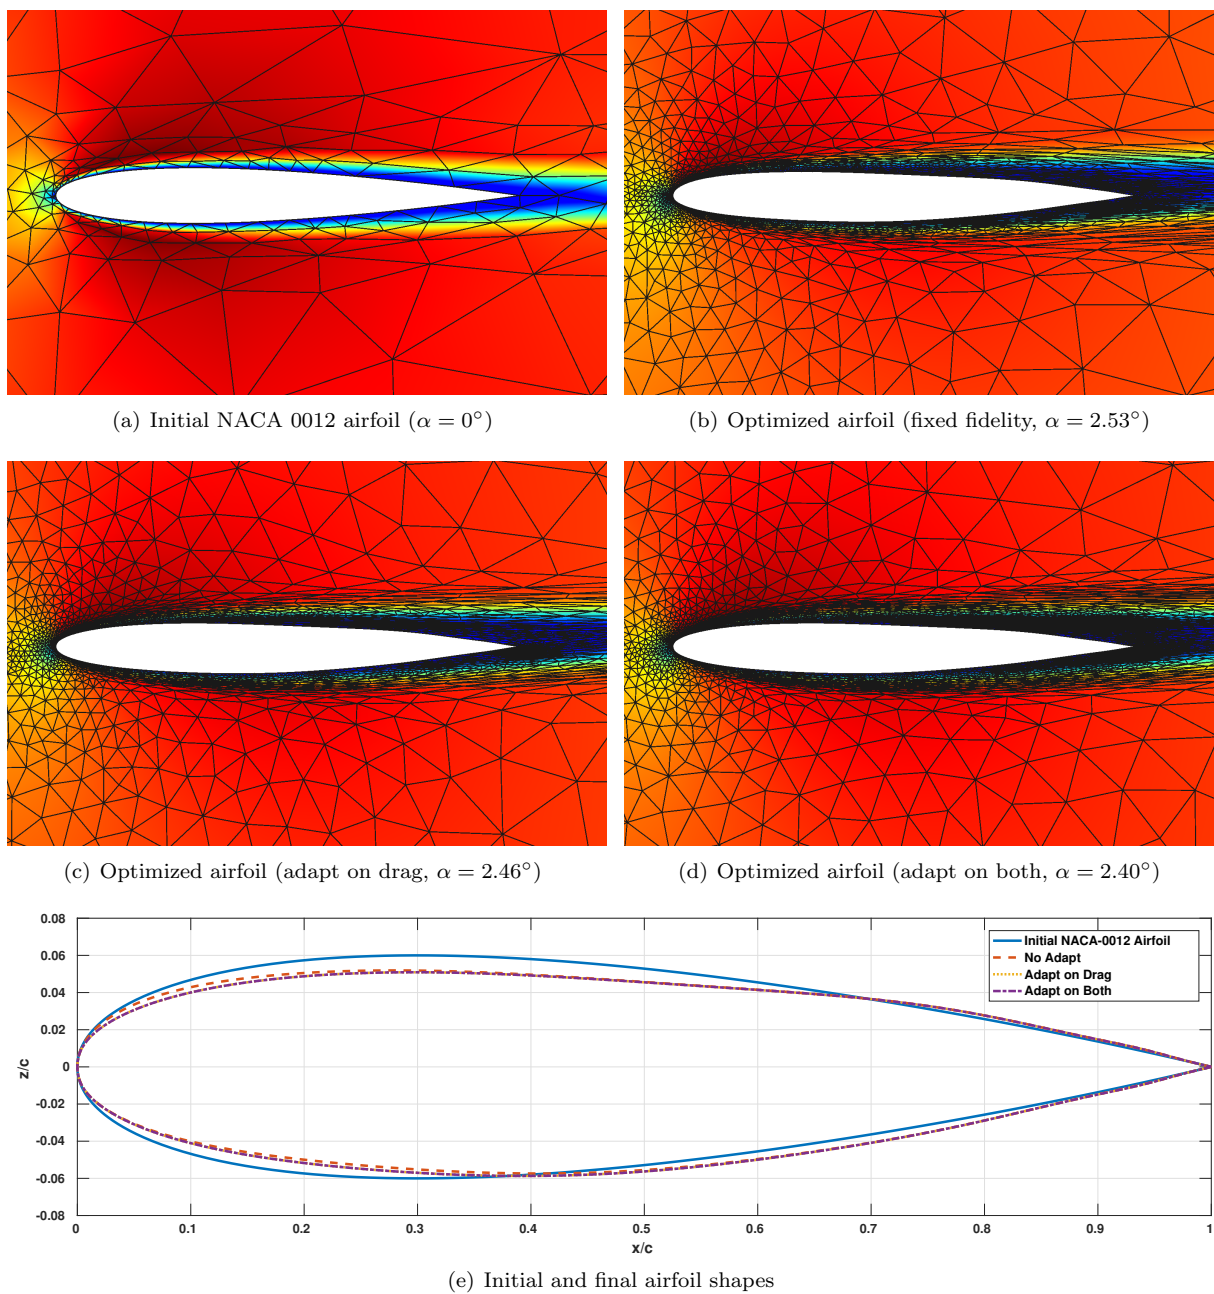 (a) Initial NACA 0012 airfoil (α = 0°)
(b) Optimized airfoil (fixed fidelity, α = 2.53°)
(c) Optimized airfoil (adapt on drag, α = 2.46°)
(d) Optimized airfoil (adapt on both, α = 2.40°)
0.08
0.06
0.04
0.02
0
-0.02
-0.04
-0.06
-0.08
z/c
Initial NACA-0012 Airfoil
No Adapt
Adapt on Drag
Adapt on Both
0 0.1 0.2 0.3 0.4 0.5 0.6 0.7 0.8 0.9 1
x/c
(e) Initial and final airfoil shapes